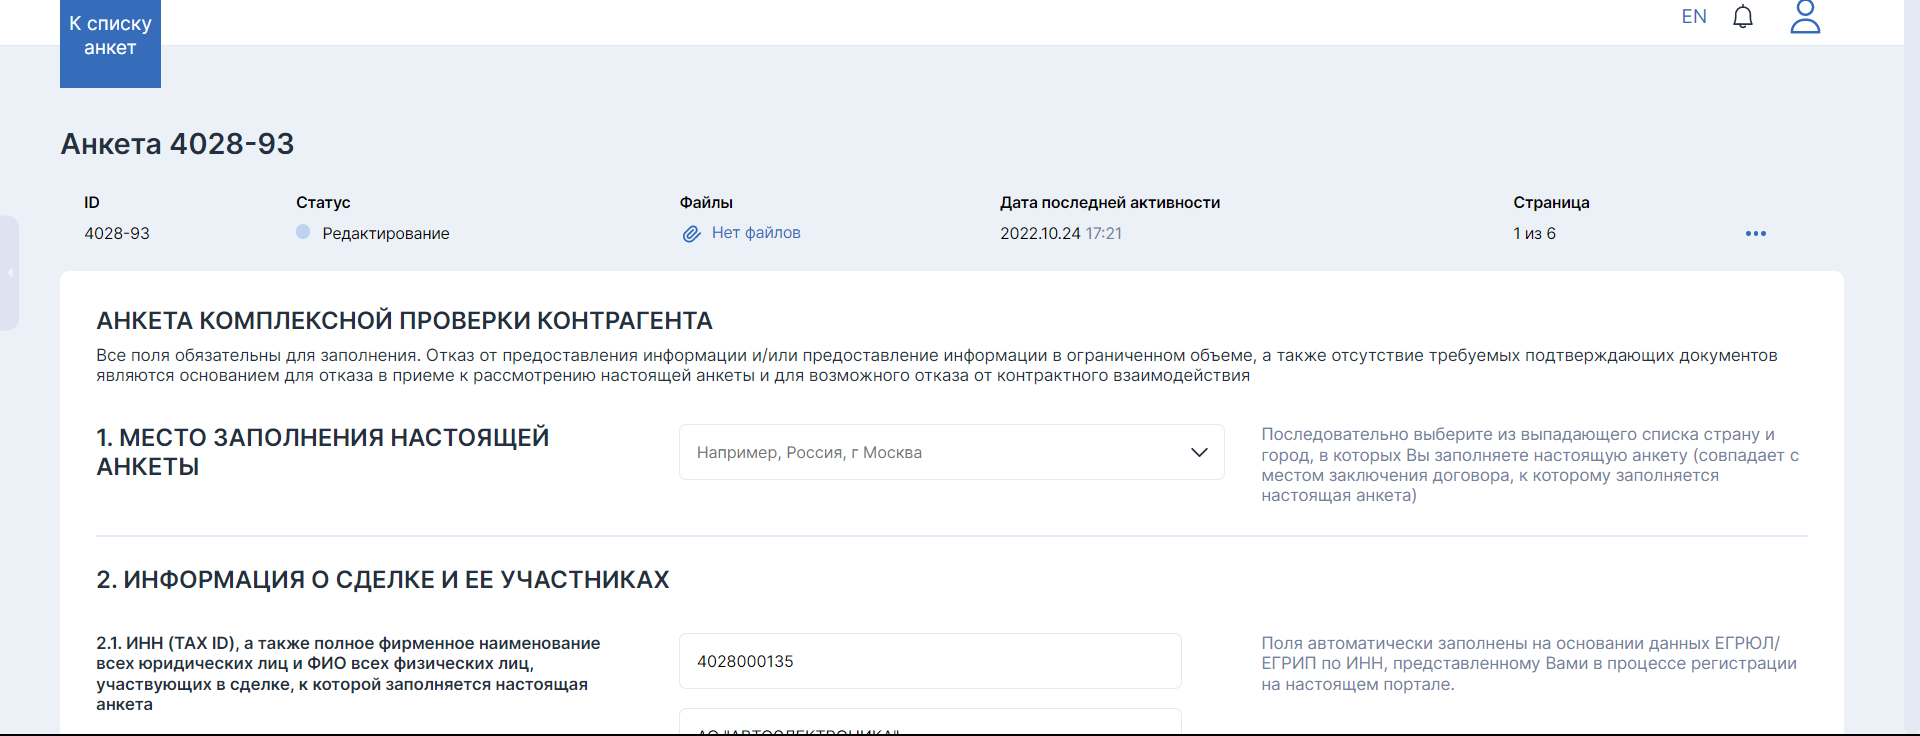 К списку
анкет
EN
Анкета 4028-93
ID
Статус
Файлы
Дата последней активности
Страница
4028-93
Редактирование
Нет файлов
2022.10.24 17:21
1 из 6
АНКЕТА КОМПЛЕКСНОЙ ПРОВЕРКИ КОНТРАГЕНТА
Все поля обязательны для заполнения. Отказ от предоставления информации и/или предоставление информации в ограниченном объеме, а также отсутствие требуемых подтверждающих документов
являются основанием для отказа в приеме к рассмотрению настоящей анкеты и для возможного отказа от контрактного взаимодействия
1. МЕСТО ЗАПОЛНЕНИЯ НАСТОЯЩЕЙ
АНКЕТЫ
Например, Россия, г Москва
Последовательно выберите из выпадающего списка страну и
город, в которых Вы заполняете настоящую анкету (совпадает с
местом заключения договора, к которому заполняется
настоящая анкета)
2. ИНФОРМАЦИЯ О СДЕЛКЕ И ЕЕ УЧАСТНИКАХ
2.1. ИНН (TAX ID), а также полное фирменное наименование
всех юридических лиц и ФИО всех физических лиц,
участвующих в сделке, к которой заполняется настоящая
анкета
4028000135
АО "АВТОЭЛЕКТРОНИКА"
Поля автоматически заполнены на основании данных ЕГРЮЛ/
ЕГРИП по ИНН, представленному Вами в процессе регистрации
на настоящем портале.